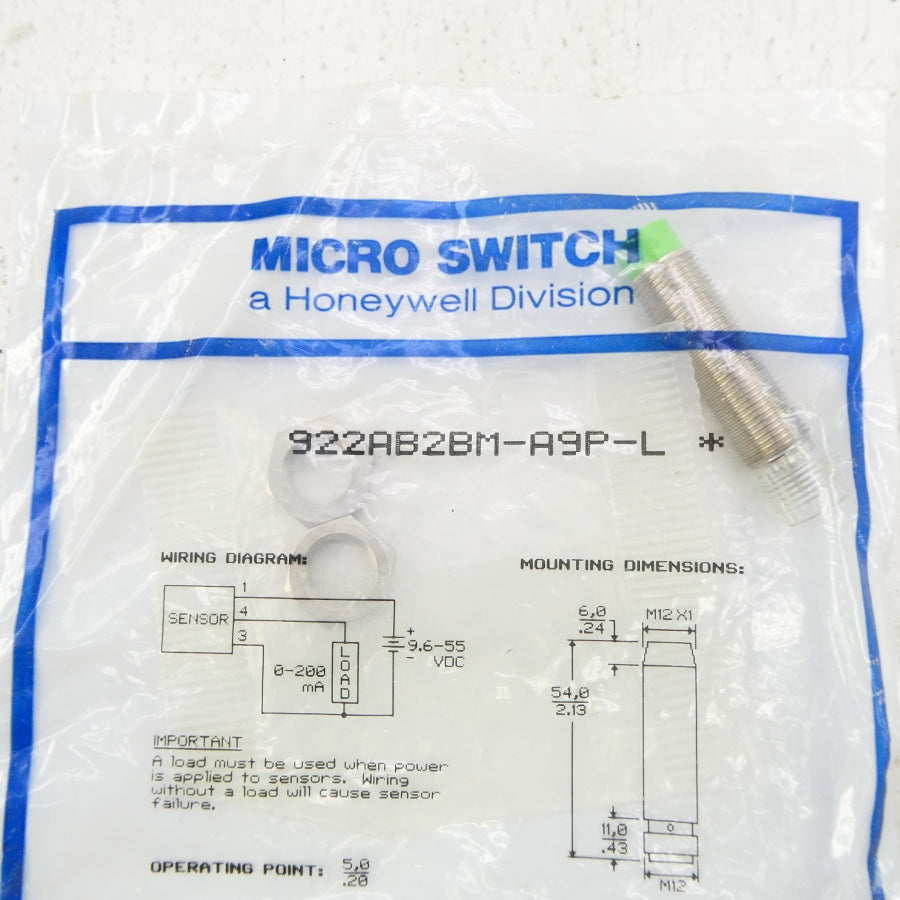 MICRO SWITCH
a Honeywell Division
922AB2BM-A9P-L *
WIRING DIAGRAM:
SENSOR
1
4
3
+
9.6-55
- VDC
0-200
mA
LOAD
IMPORTANT
A load must be used when power
is applied to sensors. Wiring
without a load will cause sensor
failure.
OPERATING POINT: 5,0
.20
MOUNTING DIMENSIONS:
6,0
.24
M12 X1
54,0
2.13
11,0
.43
M12